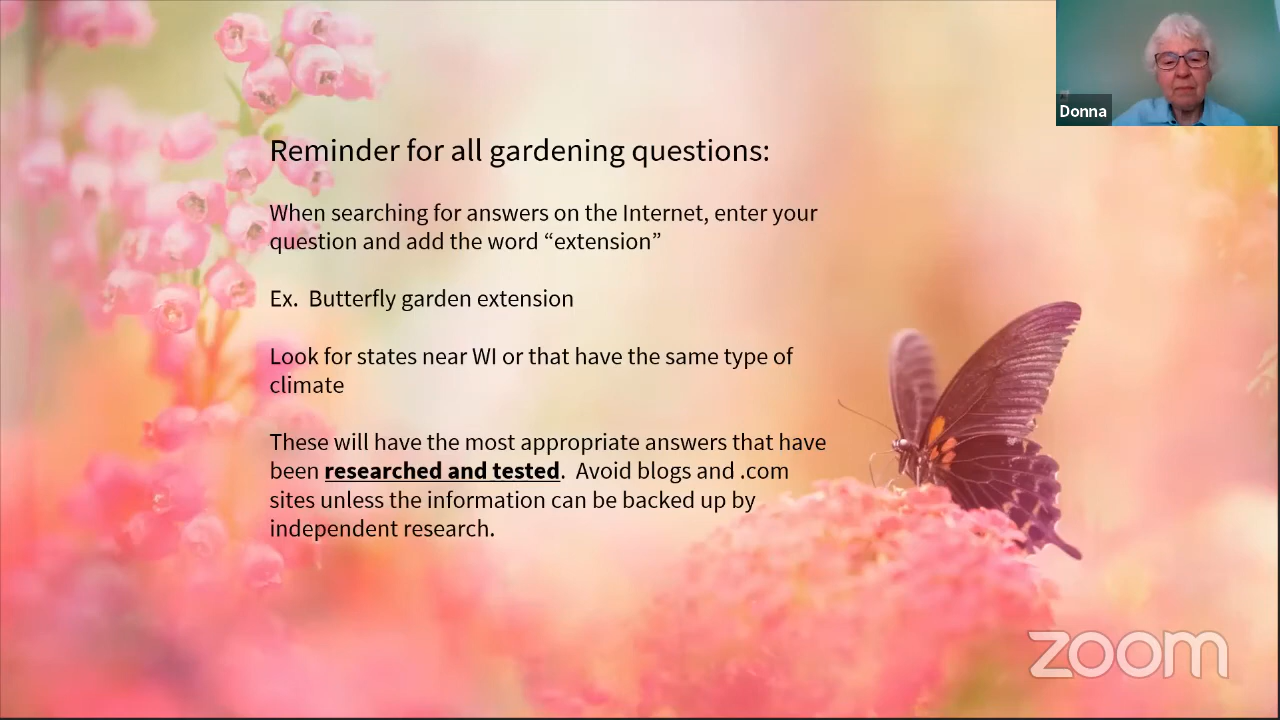 Reminder for all gardening questions:
When searching for answers on the Internet, enter your
question and add the word “extension”
Ex.  Butterfly garden extension
Look for states near WI or that have the same type of
climate
These will have the most appropriate answers that have
been researched and tested.  Avoid blogs and .com
sites unless the information can be backed up by
independent research.
Donna
zoom